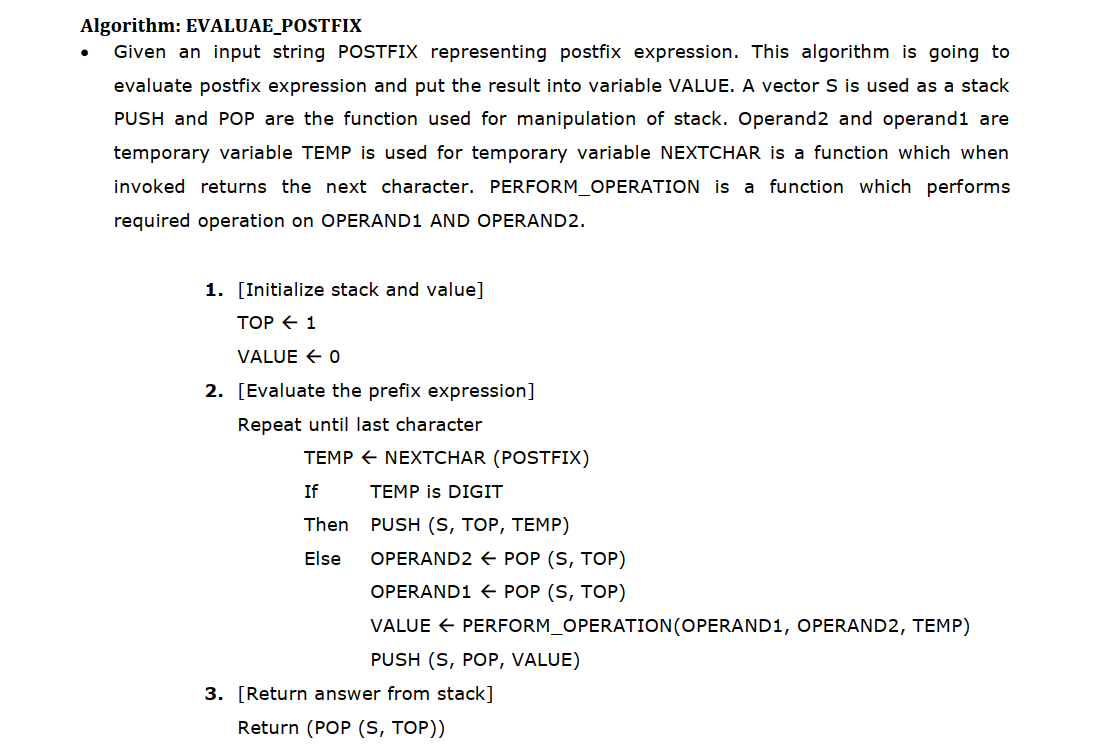 Algorithm: EVALUAE_POSTFIX
• Given an input string POSTFIX representing postfix expression. This algorithm is going to
evaluate postfix expression and put the result into variable VALUE. A vector S is used as a stack
PUSH and POP are the function used for manipulation of stack. Operand2 and operand1 are
temporary variable TEMP is used for temporary variable NEXTCHAR is a function which when
invoked returns the next character. PERFORM_OPERATION is a function which performs
required operation on OPERAND1 AND OPERAND2.
1. [Initialize stack and value]
TOP ← 1
VALUE ← 0
2. [Evaluate the prefix expression]
Repeat until last character
TEMP ← NEXTCHAR (POSTFIX)
If TEMP is DIGIT
Then PUSH (S, TOP, TEMP)
Else OPERAND2 ← POP (S, TOP)
OPERAND1 ← POP (S, TOP)
VALUE ← PERFORM_OPERATION(OPERAND1, OPERAND2, TEMP)
PUSH (S, POP, VALUE)
3. [Return answer from stack]
Return (POP (S, TOP))